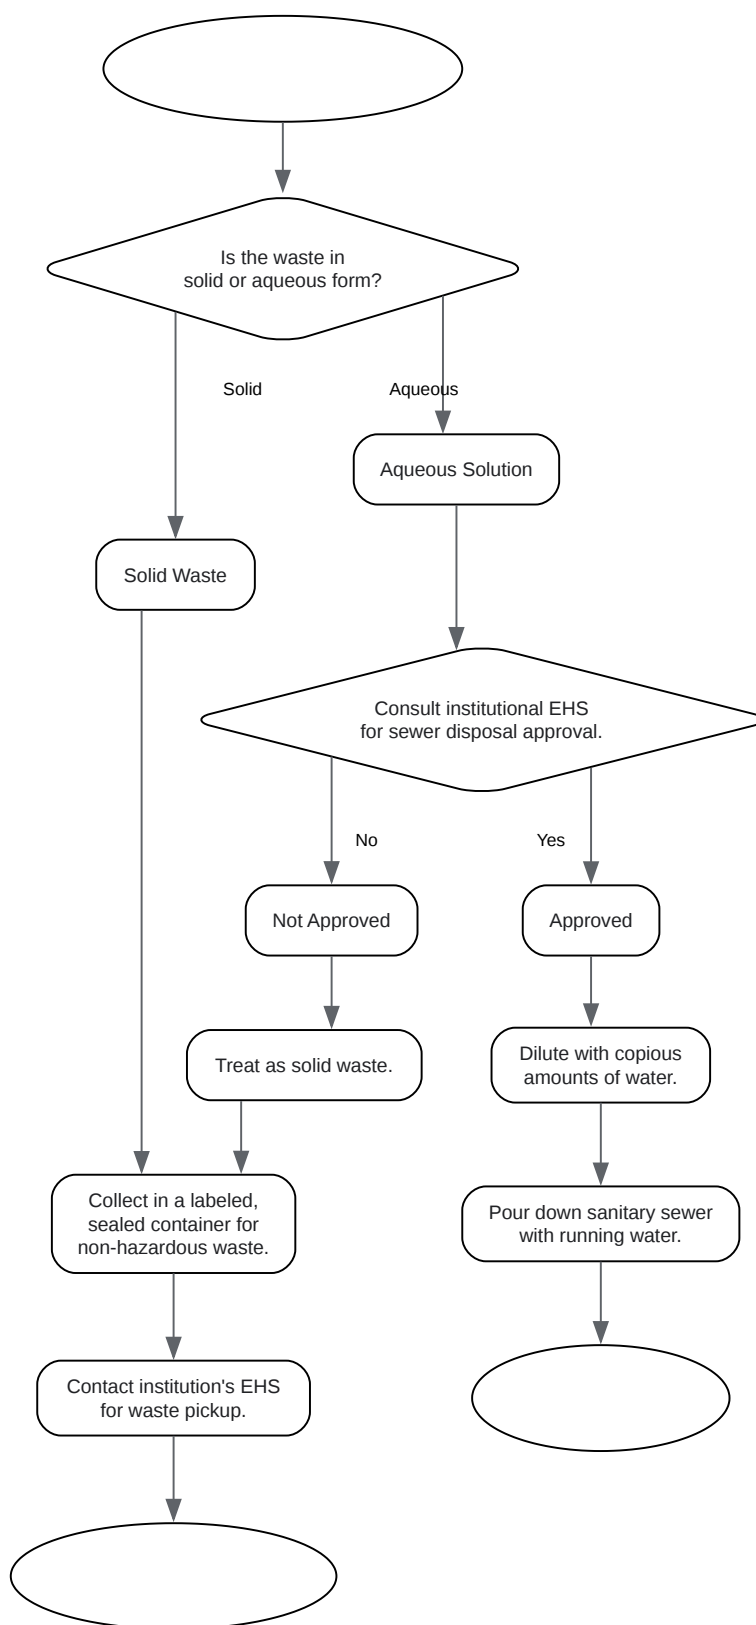 Is the waste in
solid or aqueous form?
Solid
Aqueous
Aqueous Solution
Solid Waste
Consult institutional EHS
for sewer disposal approval.
No
Yes
Not Approved
Approved
Dilute with copious
amounts of water.
Treat as solid waste.
Collect in a labeled,
sealed container for
non-hazardous waste.
Pour down sanitary sewer
with running water.
Contact institution's EHS
for waste pickup.